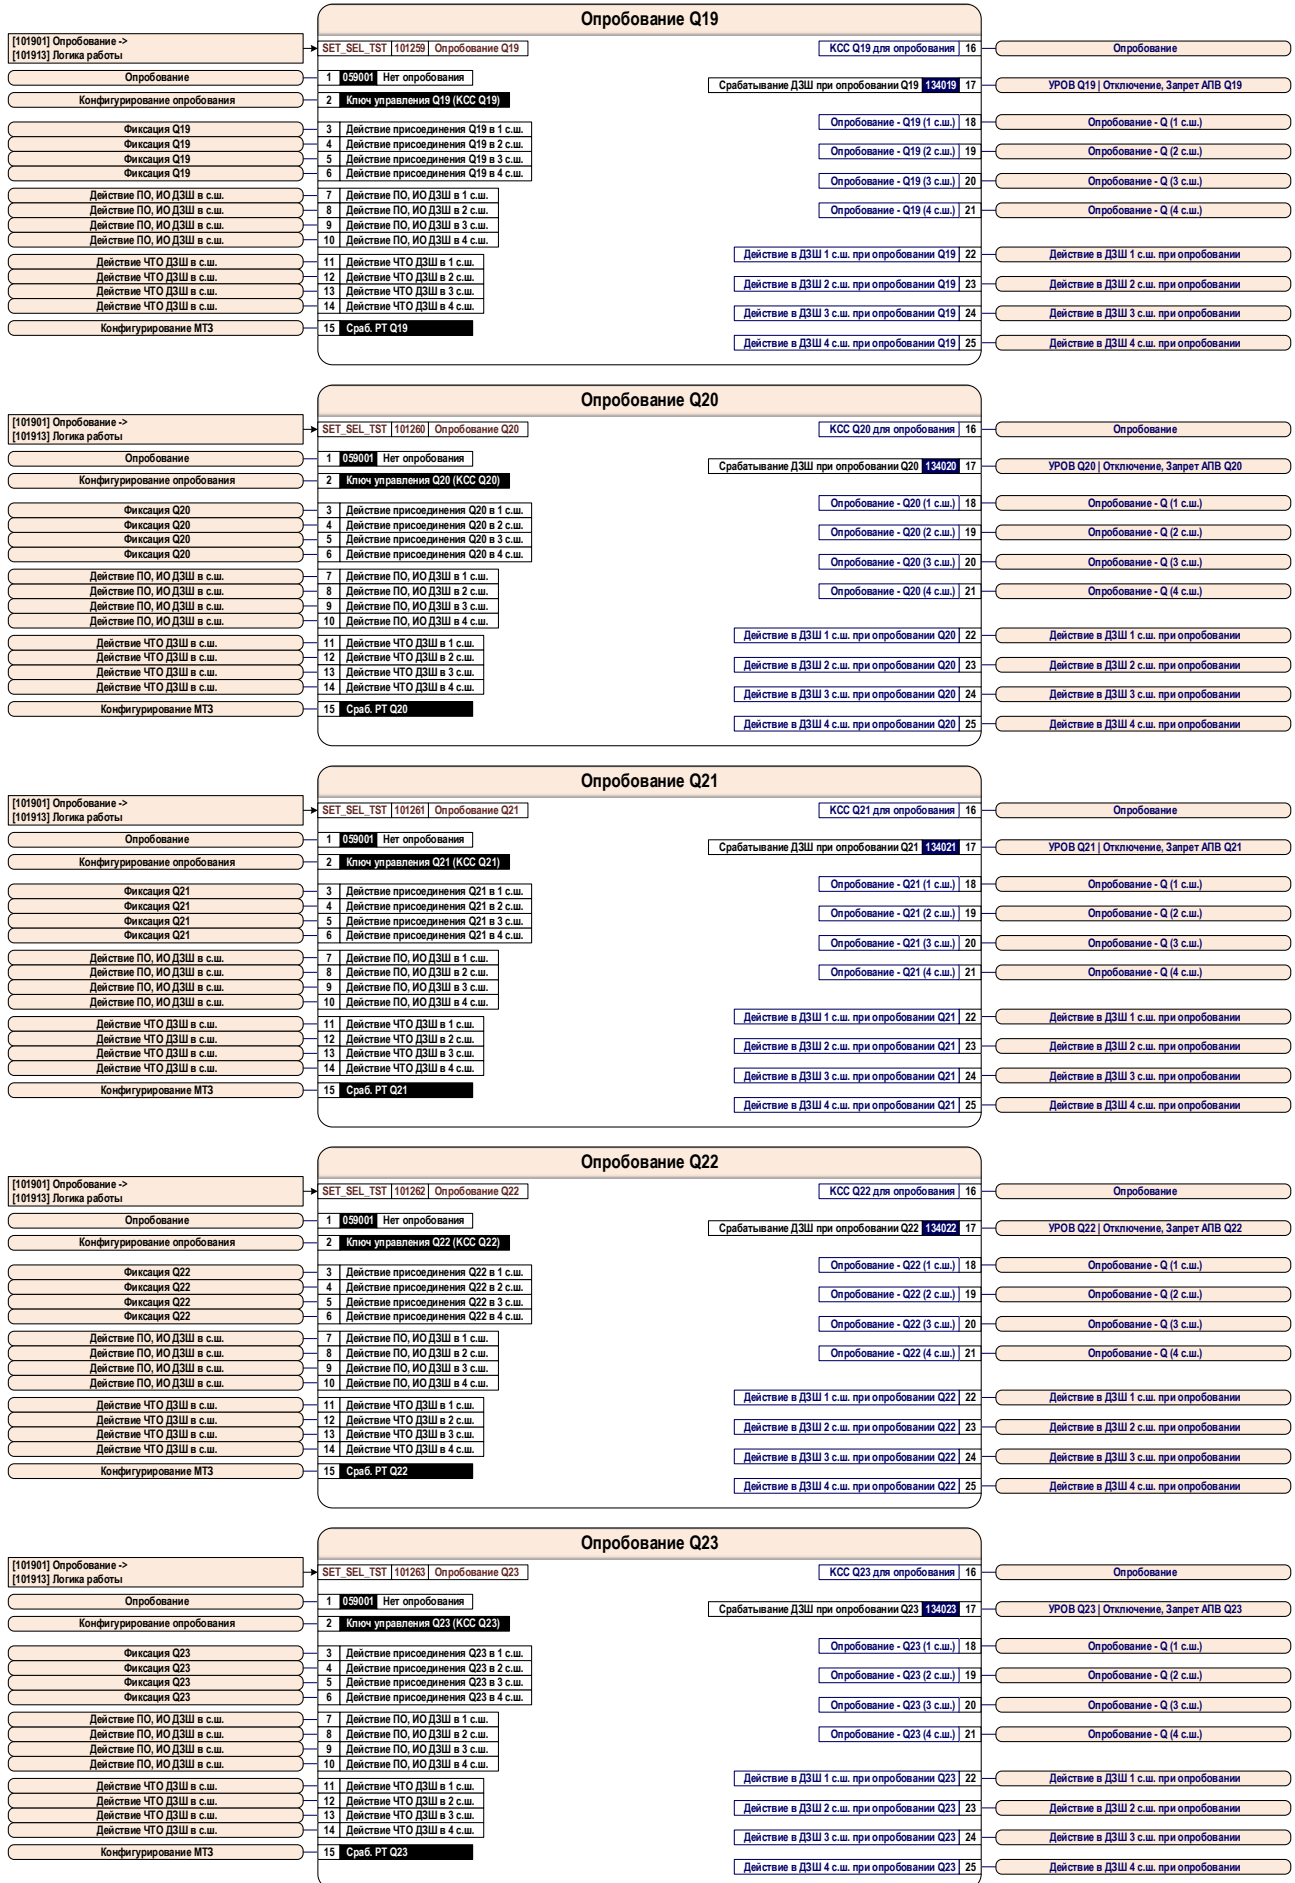 Опробование Q19
[101901] Опробование ->
[101913] Логика работы
SET_SEL_TST 101259 Опробование Q19
КСС Q19 для опробования 16 Опробование
Опробование 1 059001 Нет опробования
Срабатывание ДЗШ при опробовании Q19 134019 17 УРОВ Q19 | Отключение, Запрет АПВ Q19
Конфигурирование опробования 2 Ключ управления Q19 (КСС Q19)
Опробование - Q19 (1 с.ш.) 18 Опробование - Q (1 с.ш.)
Фиксация Q19 3 Действие присоединения Q19 в 1 с.ш.
Фиксация Q19 4 Действие присоединения Q19 в 2 с.ш.
Опробование - Q19 (2 с.ш.) 19 Опробование - Q (2 с.ш.)
Фиксация Q19 5 Действие присоединения Q19 в 3 с.ш.
Фиксация Q19 6 Действие присоединения Q19 в 4 с.ш.
Опробование - Q19 (3 с.ш.) 20 Опробование - Q (3 с.ш.)
Действие ПО, ИО ДЗШ в с.ш. 7 Действие ПО, ИО ДЗШ в 1 с.ш.
Действие ПО, ИО ДЗШ в с.ш. 8 Действие ПО, ИО ДЗШ в 2 с.ш.
Опробование - Q19 (4 с.ш.) 21 Опробование - Q (4 с.ш.)
Действие ПО, ИО ДЗШ в с.ш. 9 Действие ПО, ИО ДЗШ в 3 с.ш.
Действие ПО, ИО ДЗШ в с.ш. 10 Действие ПО, ИО ДЗШ в 4 с.ш.
Действие в ДЗШ 1 с.ш. при опробовании Q19 22 Действие в ДЗШ 1 с.ш. при опробовании
Действие ЧТО ДЗШ в с.ш. 11 Действие ЧТО ДЗШ в 1 с.ш.
Действие ЧТО ДЗШ в с.ш. 12 Действие ЧТО ДЗШ в 2 с.ш.
Действие в ДЗШ 2 с.ш. при опробовании Q19 23 Действие в ДЗШ 2 с.ш. при опробовании
Действие ЧТО ДЗШ в с.ш. 13 Действие ЧТО ДЗШ в 3 с.ш.
Действие ЧТО ДЗШ в с.ш. 14 Действие ЧТО ДЗШ в 4 с.ш.
Действие в ДЗШ 3 с.ш. при опробовании Q19 24 Действие в ДЗШ 3 с.ш. при опробовании
Конфигурирование МТЗ 15 Сраб. РТ Q19
Действие в ДЗШ 4 с.ш. при опробовании Q19 25 Действие в ДЗШ 4 с.ш. при опробовании
Опробование Q20
[101901] Опробование ->
[101913] Логика работы
SET_SEL_TST 101260 Опробование Q20
КСС Q20 для опробования 16 Опробование
Опробование 1 059001 Нет опробования
Срабатывание ДЗШ при опробовании Q20 134020 17 УРОВ Q20 | Отключение, Запрет АПВ Q20
Конфигурирование опробования 2 Ключ управления Q20 (КСС Q20)
Опробование - Q20 (1 с.ш.) 18 Опробование - Q (1 с.ш.)
Фиксация Q20 3 Действие присоединения Q20 в 1 с.ш.
Фиксация Q20 4 Действие присоединения Q20 в 2 с.ш.
Опробование - Q20 (2 с.ш.) 19 Опробование - Q (2 с.ш.)
Фиксация Q20 5 Действие присоединения Q20 в 3 с.ш.
Фиксация Q20 6 Действие присоединения Q20 в 4 с.ш.
Опробование - Q20 (3 с.ш.) 20 Опробование - Q (3 с.ш.)
Действие ПО, ИО ДЗШ в с.ш. 7 Действие ПО, ИО ДЗШ в 1 с.ш.
Действие ПО, ИО ДЗШ в с.ш. 8 Действие ПО, ИО ДЗШ в 2 с.ш.
Опробование - Q20 (4 с.ш.) 21 Опробование - Q (4 с.ш.)
Действие ПО, ИО ДЗШ в с.ш. 9 Действие ПО, ИО ДЗШ в 3 с.ш.
Действие ПО, ИО ДЗШ в с.ш. 10 Действие ПО, ИО ДЗШ в 4 с.ш.
Действие в ДЗШ 1 с.ш. при опробовании Q20 22 Действие в ДЗШ 1 с.ш. при опробовании
Действие ЧТО ДЗШ в с.ш. 11 Действие ЧТО ДЗШ в 1 с.ш.
Действие ЧТО ДЗШ в с.ш. 12 Действие ЧТО ДЗШ в 2 с.ш.
Действие в ДЗШ 2 с.ш. при опробовании Q20 23 Действие в ДЗШ 2 с.ш. при опробовании
Действие ЧТО ДЗШ в с.ш. 13 Действие ЧТО ДЗШ в 3 с.ш.
Действие ЧТО ДЗШ в с.ш. 14 Действие ЧТО ДЗШ в 4 с.ш.
Действие в ДЗШ 3 с.ш. при опробовании Q20 24 Действие в ДЗШ 3 с.ш. при опробовании
Конфигурирование МТЗ 15 Сраб. РТ Q20
Действие в ДЗШ 4 с.ш. при опробовании Q20 25 Действие в ДЗШ 4 с.ш. при опробовании
Опробование Q21
[101901] Опробование ->
[101913] Логика работы
SET_SEL_TST 101261 Опробование Q21
КСС Q21 для опробования 16 Опробование
Опробование 1 059001 Нет опробования
Срабатывание ДЗШ при опробовании Q21 134021 17 УРОВ Q21 | Отключение, Запрет АПВ Q21
Конфигурирование опробования 2 Ключ управления Q21 (КСС Q21)
Опробование - Q21 (1 с.ш.) 18 Опробование - Q (1 с.ш.)
Фиксация Q21 3 Действие присоединения Q21 в 1 с.ш.
Фиксация Q21 4 Действие присоединения Q21 в 2 с.ш.
Опробование - Q21 (2 с.ш.) 19 Опробование - Q (2 с.ш.)
Фиксация Q21 5 Действие присоединения Q21 в 3 с.ш.
Фиксация Q21 6 Действие присоединения Q21 в 4 с.ш.
Опробование - Q21 (3 с.ш.) 20 Опробование - Q (3 с.ш.)
Действие ПО, ИО ДЗШ в с.ш. 7 Действие ПО, ИО ДЗШ в 1 с.ш.
Действие ПО, ИО ДЗШ в с.ш. 8 Действие ПО, ИО ДЗШ в 2 с.ш.
Опробование - Q21 (4 с.ш.) 21 Опробование - Q (4 с.ш.)
Действие ПО, ИО ДЗШ в с.ш. 9 Действие ПО, ИО ДЗШ в 3 с.ш.
Действие ПО, ИО ДЗШ в с.ш. 10 Действие ПО, ИО ДЗШ в 4 с.ш.
Действие в ДЗШ 1 с.ш. при опробовании Q21 22 Действие в ДЗШ 1 с.ш. при опробовании
Действие ЧТО ДЗШ в с.ш. 11 Действие ЧТО ДЗШ в 1 с.ш.
Действие ЧТО ДЗШ в с.ш. 12 Действие ЧТО ДЗШ в 2 с.ш.
Действие в ДЗШ 2 с.ш. при опробовании Q21 23 Действие в ДЗШ 2 с.ш. при опробовании
Действие ЧТО ДЗШ в с.ш. 13 Действие ЧТО ДЗШ в 3 с.ш.
Действие ЧТО ДЗШ в с.ш. 14 Действие ЧТО ДЗШ в 4 с.ш.
Действие в ДЗШ 3 с.ш. при опробовании Q21 24 Действие в ДЗШ 3 с.ш. при опробовании
Конфигурирование МТЗ 15 Сраб. РТ Q21
Действие в ДЗШ 4 с.ш. при опробовании Q21 25 Действие в ДЗШ 4 с.ш. при опробовании
Опробование Q22
[101901] Опробование ->
[101913] Логика работы
SET_SEL_TST 101262 Опробование Q22
КСС Q22 для опробования 16 Опробование
Опробование 1 059001 Нет опробования
Срабатывание ДЗШ при опробовании Q22 134022 17 УРОВ Q22 | Отключение, Запрет АПВ Q22
Конфигурирование опробования 2 Ключ управления Q22 (КСС Q22)
Опробование - Q22 (1 с.ш.) 18 Опробование - Q (1 с.ш.)
Фиксация Q22 3 Действие присоединения Q22 в 1 с.ш.
Фиксация Q22 4 Действие присоединения Q22 в 2 с.ш.
Опробование - Q22 (2 с.ш.) 19 Опробование - Q (2 с.ш.)
Фиксация Q22 5 Действие присоединения Q22 в 3 с.ш.
Фиксация Q22 6 Действие присоединения Q22 в 4 с.ш.
Опробование - Q22 (3 с.ш.) 20 Опробование - Q (3 с.ш.)
Действие ПО, ИО ДЗШ в с.ш. 7 Действие ПО, ИО ДЗШ в 1 с.ш.
Действие ПО, ИО ДЗШ в с.ш. 8 Действие ПО, ИО ДЗШ в 2 с.ш.
Опробование - Q22 (4 с.ш.) 21 Опробование - Q (4 с.ш.)
Действие ПО, ИО ДЗШ в с.ш. 9 Действие ПО, ИО ДЗШ в 3 с.ш.
Действие ПО, ИО ДЗШ в с.ш. 10 Действие ПО, ИО ДЗШ в 4 с.ш.
Действие в ДЗШ 1 с.ш. при опробовании Q22 22 Действие в ДЗШ 1 с.ш. при опробовании
Действие ЧТО ДЗШ в с.ш. 11 Действие ЧТО ДЗШ в 1 с.ш.
Действие ЧТО ДЗШ в с.ш. 12 Действие ЧТО ДЗШ в 2 с.ш.
Действие в ДЗШ 2 с.ш. при опробовании Q22 23 Действие в ДЗШ 2 с.ш. при опробовании
Действие ЧТО ДЗШ в с.ш. 13 Действие ЧТО ДЗШ в 3 с.ш.
Действие ЧТО ДЗШ в с.ш. 14 Действие ЧТО ДЗШ в 4 с.ш.
Действие в ДЗШ 3 с.ш. при опробовании Q22 24 Действие в ДЗШ 3 с.ш. при опробовании
Конфигурирование МТЗ 15 Сраб. РТ Q22
Действие в ДЗШ 4 с.ш. при опробовании Q22 25 Действие в ДЗШ 4 с.ш. при опробовании
Опробование Q23
[101901] Опробование ->
[101913] Логика работы
SET_SEL_TST 101263 Опробование Q23
КСС Q23 для опробования 16 Опробование
Опробование 1 059001 Нет опробования
Срабатывание ДЗШ при опробовании Q23 134023 17 УРОВ Q23 | Отключение, Запрет АПВ Q23
Конфигурирование опробования 2 Ключ управления Q23 (КСС Q23)
Опробование - Q23 (1 с.ш.) 18 Опробование - Q (1 с.ш.)
Фиксация Q23 3 Действие присоединения Q23 в 1 с.ш.
Фиксация Q23 4 Действие присоединения Q23 в 2 с.ш.
Опробование - Q23 (2 с.ш.) 19 Опробование - Q (2 с.ш.)
Фиксация Q23 5 Действие присоединения Q23 в 3 с.ш.
Фиксация Q23 6 Действие присоединения Q23 в 4 с.ш.
Опробование - Q23 (3 с.ш.) 20 Опробование - Q (3 с.ш.)
Действие ПО, ИО ДЗШ в с.ш. 7 Действие ПО, ИО ДЗШ в 1 с.ш.
Действие ПО, ИО ДЗШ в с.ш. 8 Действие ПО, ИО ДЗШ в 2 с.ш.
Опробование - Q23 (4 с.ш.) 21 Опробование - Q (4 с.ш.)
Действие ПО, ИО ДЗШ в с.ш. 9 Действие ПО, ИО ДЗШ в 3 с.ш.
Действие ПО, ИО ДЗШ в с.ш. 10 Действие ПО, ИО ДЗШ в 4 с.ш.
Действие в ДЗШ 1 с.ш. при опробовании Q23 22 Действие в ДЗШ 1 с.ш. при опробовании
Действие ЧТО ДЗШ в с.ш. 11 Действие ЧТО ДЗШ в 1 с.ш.
Действие ЧТО ДЗШ в с.ш. 12 Действие ЧТО ДЗШ в 2 с.ш.
Действие в ДЗШ 2 с.ш. при опробовании Q23 23 Действие в ДЗШ 2 с.ш. при опробовании
Действие ЧТО ДЗШ в с.ш. 13 Действие ЧТО ДЗШ в 3 с.ш.
Действие ЧТО ДЗШ в с.ш. 14 Действие ЧТО ДЗШ в 4 с.ш.
Действие в ДЗШ 3 с.ш. при опробовании Q23 24 Действие в ДЗШ 3 с.ш. при опробовании
Конфигурирование МТЗ 15 Сраб. РТ Q23
Действие в ДЗШ 4 с.ш. при опробовании Q23 25 Действие в ДЗШ 4 с.ш. при опробовании